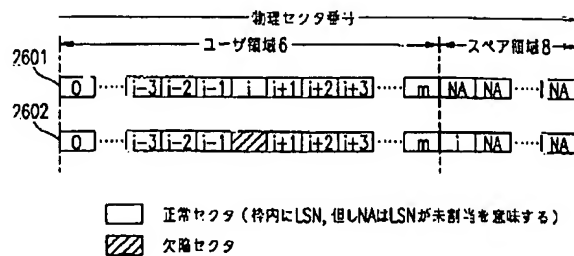 物理セクタ番号
ユーザ領域6 スペア領域8
2601
0 ····· i-3 i-2 i-1 i i+1 i+2 i+3 ····· m NA NA ····· NA
2602
0 ····· i-3 i-2 i-1 i+1 i+2 i+3 ····· m i NA ····· NA
正常セクタ(枠内にLSN, 但しNAはLSNが未割当を意味する)
欠陥セクタ